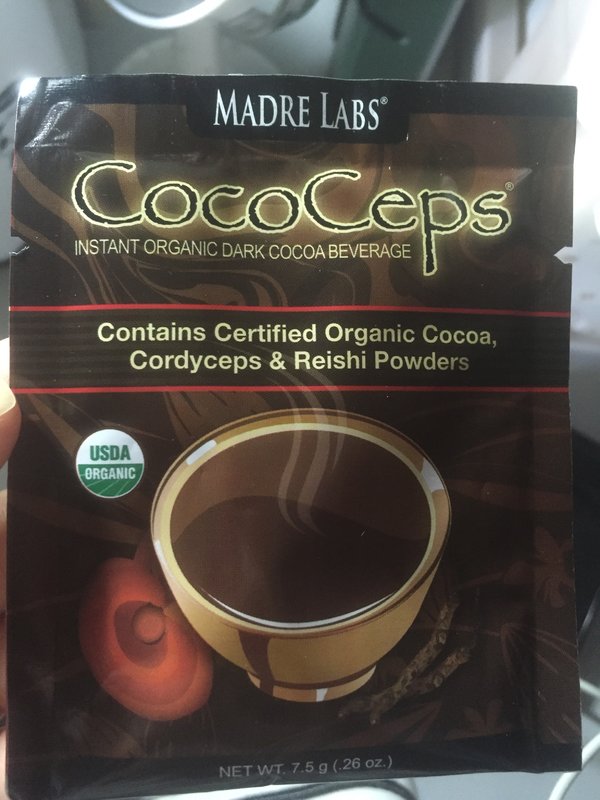 MADRE LABS®
COCOCEPS®
INSTANT ORGANIC DARK COCOA BEVERAGE
Contains Certified Organic Cocoa,
Cordyceps & Reishi Powders
USDA
ORGANIC
NET WT. 7.5 g (.26 oz.)